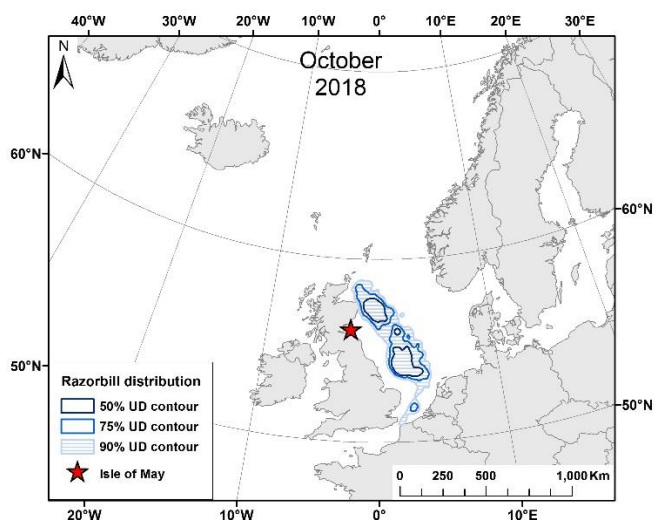 40°W 30°W 20°W 10°W 0° 10°E 20°E 30°E
N
October
2018
60°N
60°N
50°N
50°N
Razorbill distribution
50% UD contour
75% UD contour
90% UD contour
Isle of May
0 250 500 1,000 Km
20°W 10°W 0° 10°E